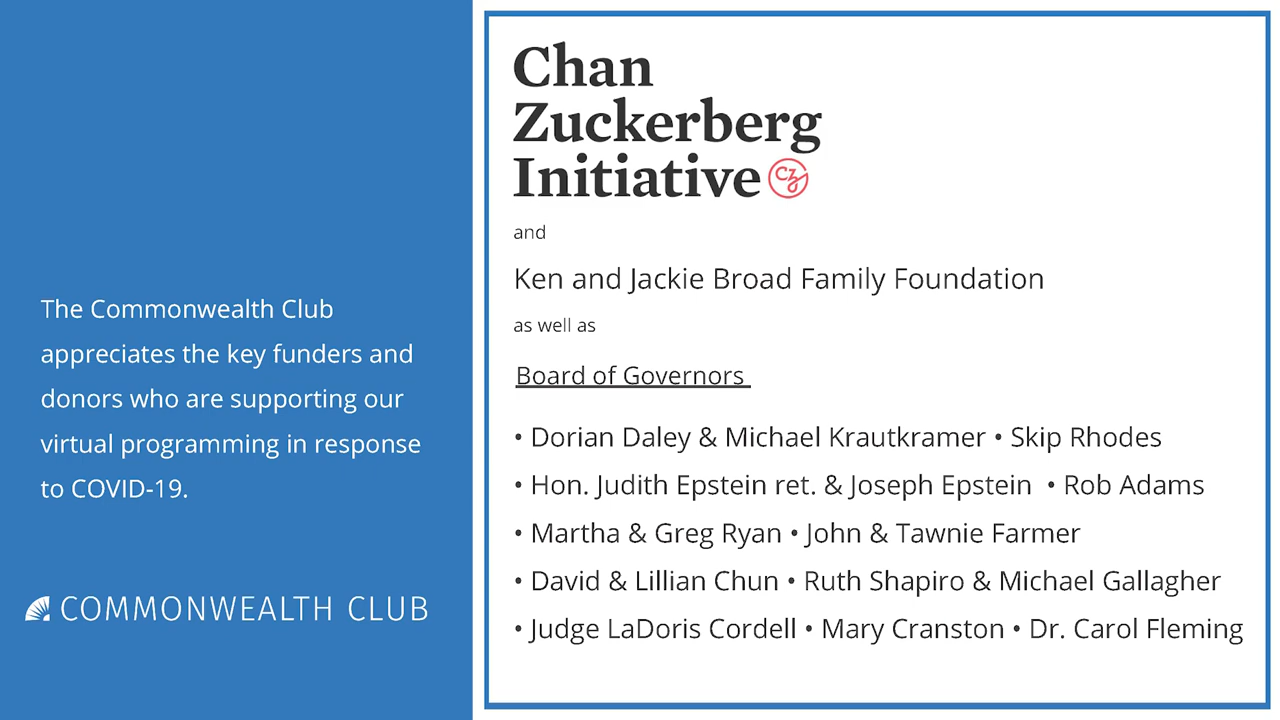 The Commonwealth Club
appreciates the key funders and
donors who are supporting our
virtual programming in response
to COVID-19.
COMMONWEALTH CLUB
Chan
Zuckerberg
Initiative
CZI
and
Ken and Jackie Broad Family Foundation
as well as
Board of Governors
• Dorian Daley & Michael Krautkramer • Skip Rhodes
• Hon. Judith Epstein ret. & Joseph Epstein • Rob Adams
• Martha & Greg Ryan • John & Tawnie Farmer
• David & Lillian Chun • Ruth Shapiro & Michael Gallagher
• Judge LaDoris Cordell • Mary Cranston • Dr. Carol Fleming